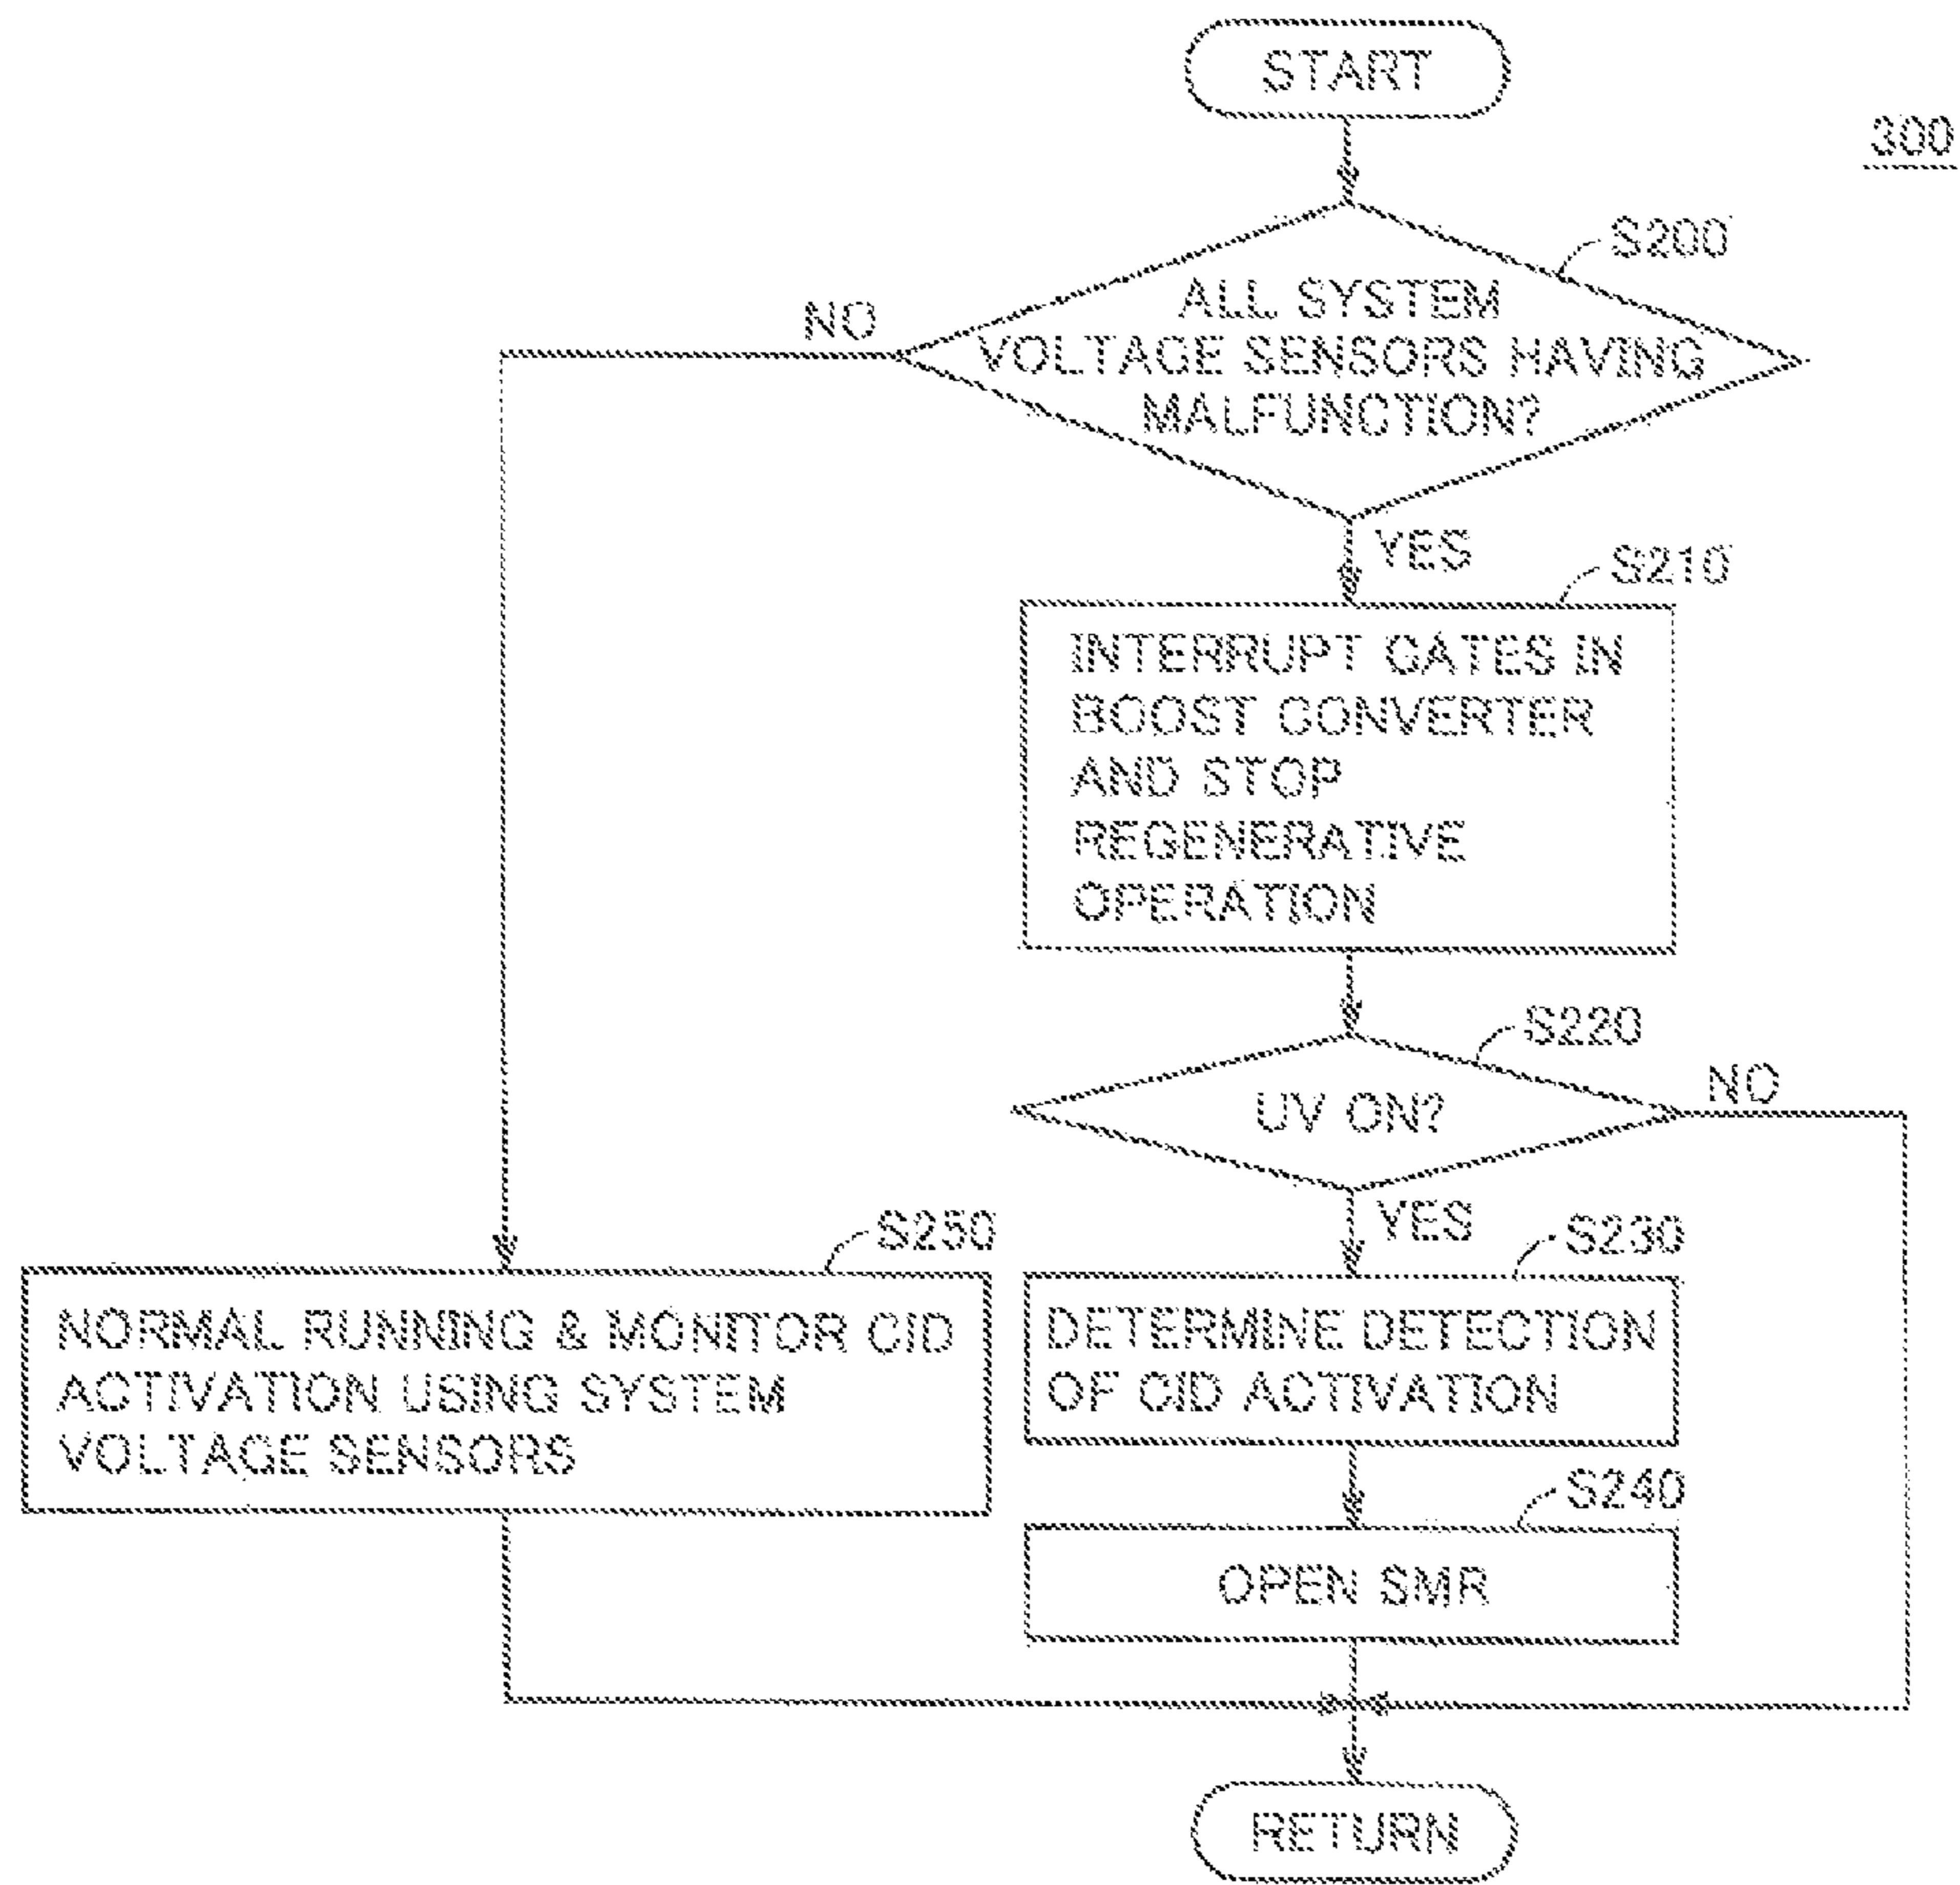 START
300
S200
ALL SYSTEM
VOLTAGE SENSORS HAVING
MALFUNCTION?
NO
YES
S210
INTERRUPT GATES IN
BOOST CONVERTER
AND STOP
REGENERATIVE
OPERATION
S220
UV ON?
NO
YES
S250
NORMAL RUNNING & MONITOR CID
ACTIVATION USING SYSTEM
VOLTAGE SENSORS
S230
DETERMINE DETECTION
OF CID ACTIVATION
S240
OPEN SMR
RETURN